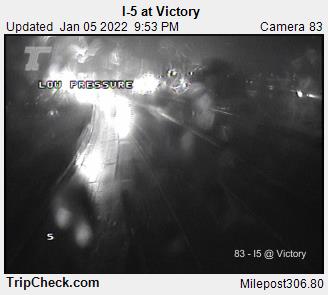 I-5 at Victory
Updated Jan 05 2022 9:53 PM Camera 83
LOW PRESSURE
S
83 - I5 @ Victory
TripCheck.com Milepost306.80